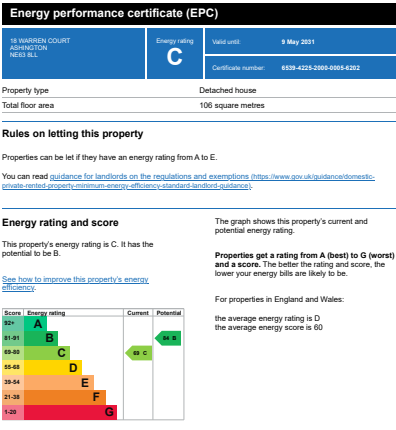 Energy performance certificate (EPC)
18 WARREN COURT
ASHINGTON
NE63 8LL
Energy rating
C
Valid until: 9 May 2031
Certificate number: 6539-4225-2000-0005-6202
Property type Detached house
Total floor area 106 square metres
Rules on letting this property
Properties can be let if they have an energy rating from A to E.
You can read guidance for landlords on the regulations and exemptions (https://www.gov.uk/guidance/domestic-
private-rented-property-minimum-energy-efficiency-standard-landlord-guidance).
Energy rating and score
This property's energy rating is C. It has the
potential to be B.
See how to improve this property's energy
efficiency.
Score Energy rating Current Potential
92+ A
81-91 B 84 B
69-80 C 69 C
55-68 D
39-54 E
21-38 F
1-20 G
The graph shows this property's current and
potential energy rating.
Properties get a rating from A (best) to G (worst)
and a score. The better the rating and score, the
lower your energy bills are likely to be.
For properties in England and Wales:
the average energy rating is D
the average energy score is 60